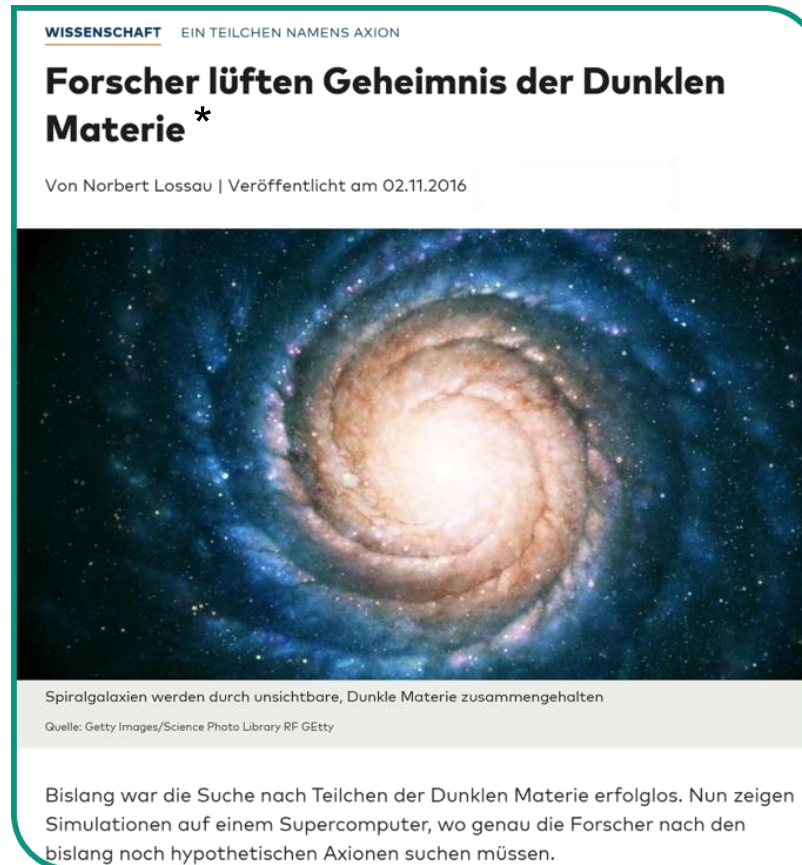 WISSENSCHAFT EIN TEILCHEN NAMENS AXION
Forscher lüften Geheimnis der Dunklen
Materie *
Von Norbert Lossau | Veröffentlicht am 02.11.2016
Spiralgalaxien werden durch unsichtbare, Dunkle Materie zusammengehalten
Quelle: Getty Images/Science Photo Library RF GEtty
Bislang war die Suche nach Teilchen der Dunklen Materie erfolglos. Nun zeigen
Simulationen auf einem Supercomputer, wo genau die Forscher nach den
bislang noch hypothetischen Axionen suchen müssen.